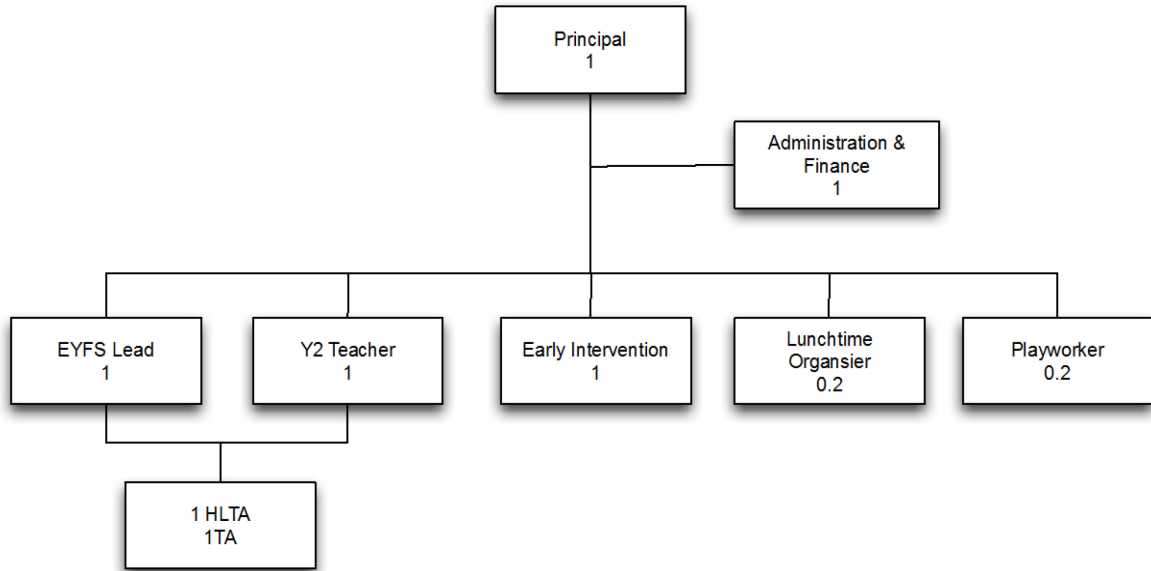 Principal
1
Administration &
Finance
1
EYFS Lead
1
Y2 Teacher
1
Early Intervention
1
Lunchtime
Organsier
0.2
Playworker
0.2
1 HLTA
1TA